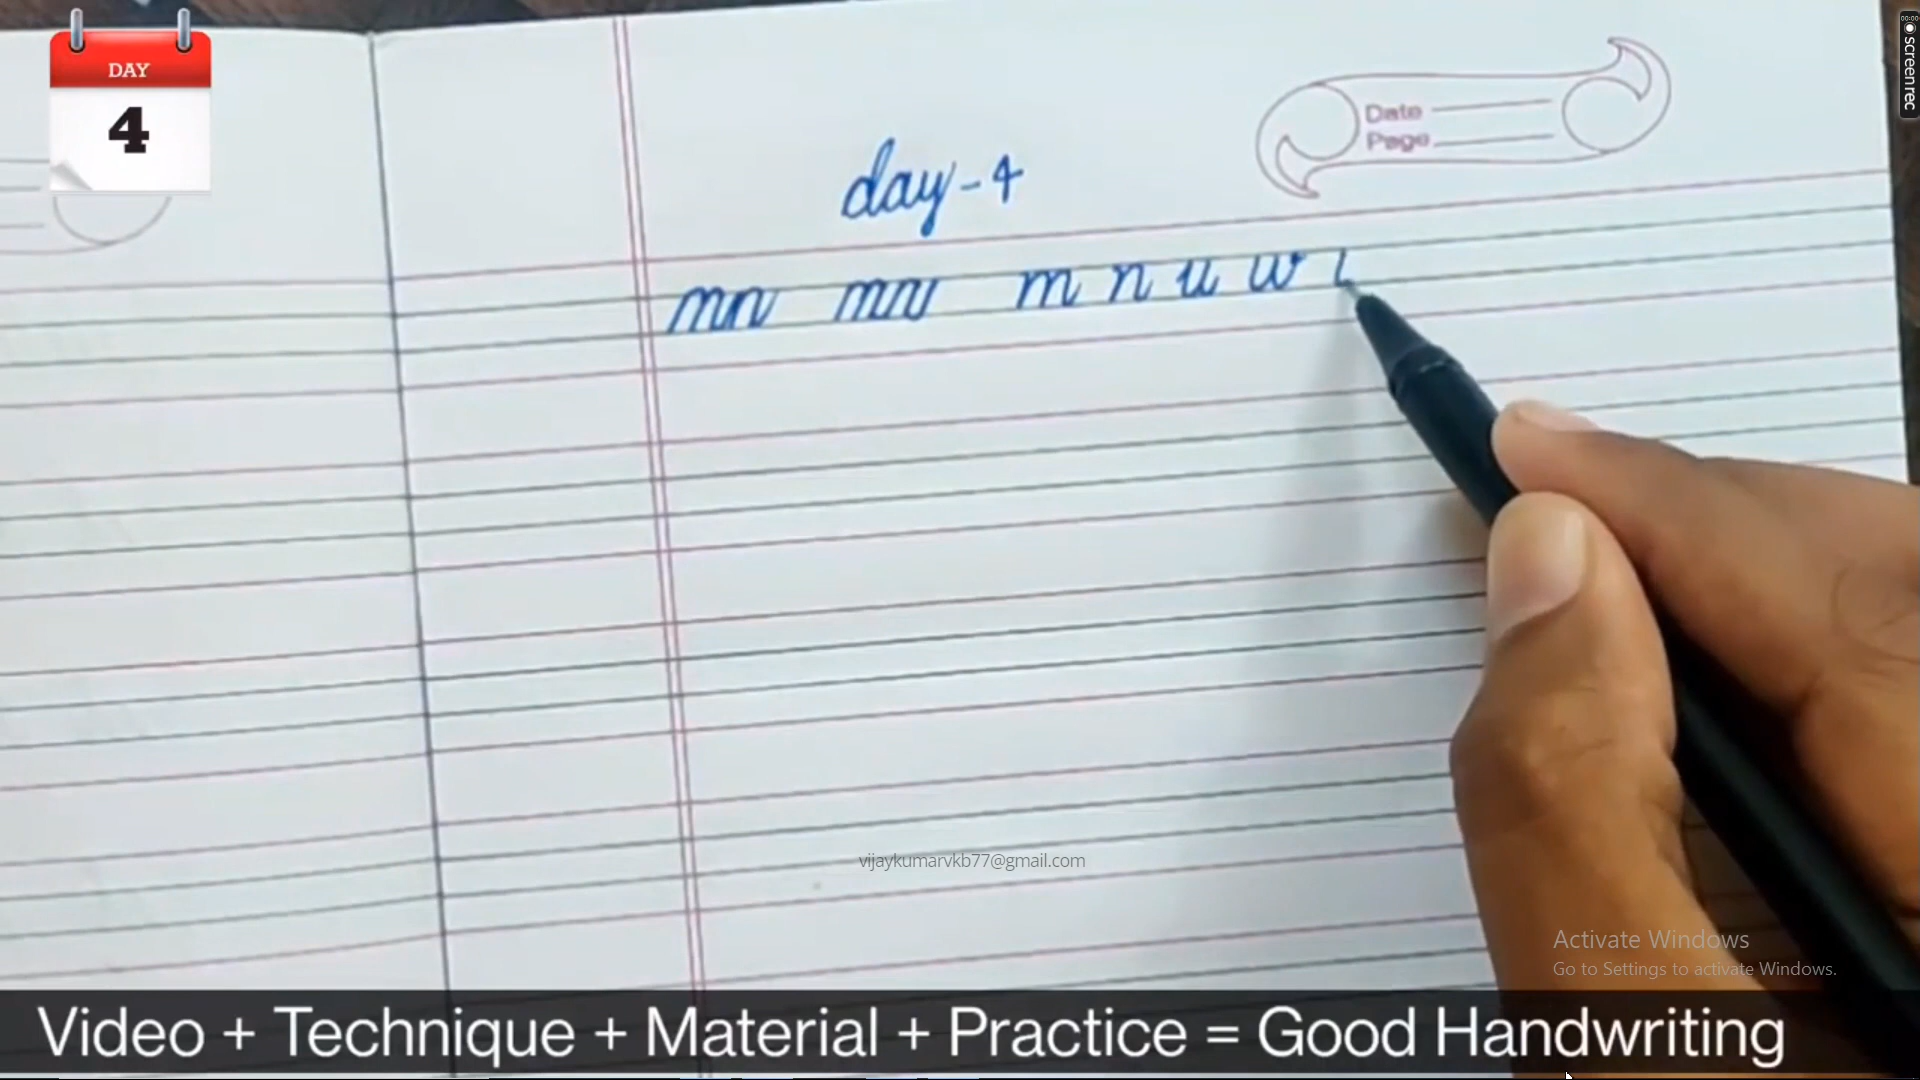 DAY
4
screenrec
Date
Page
day-4
mn mn m n u w i
vijaykumarvkb77@gmail.com
Activate Windows
Go to Settings to activate Windows.
Video + Technique + Material + Practice = Good Handwriting